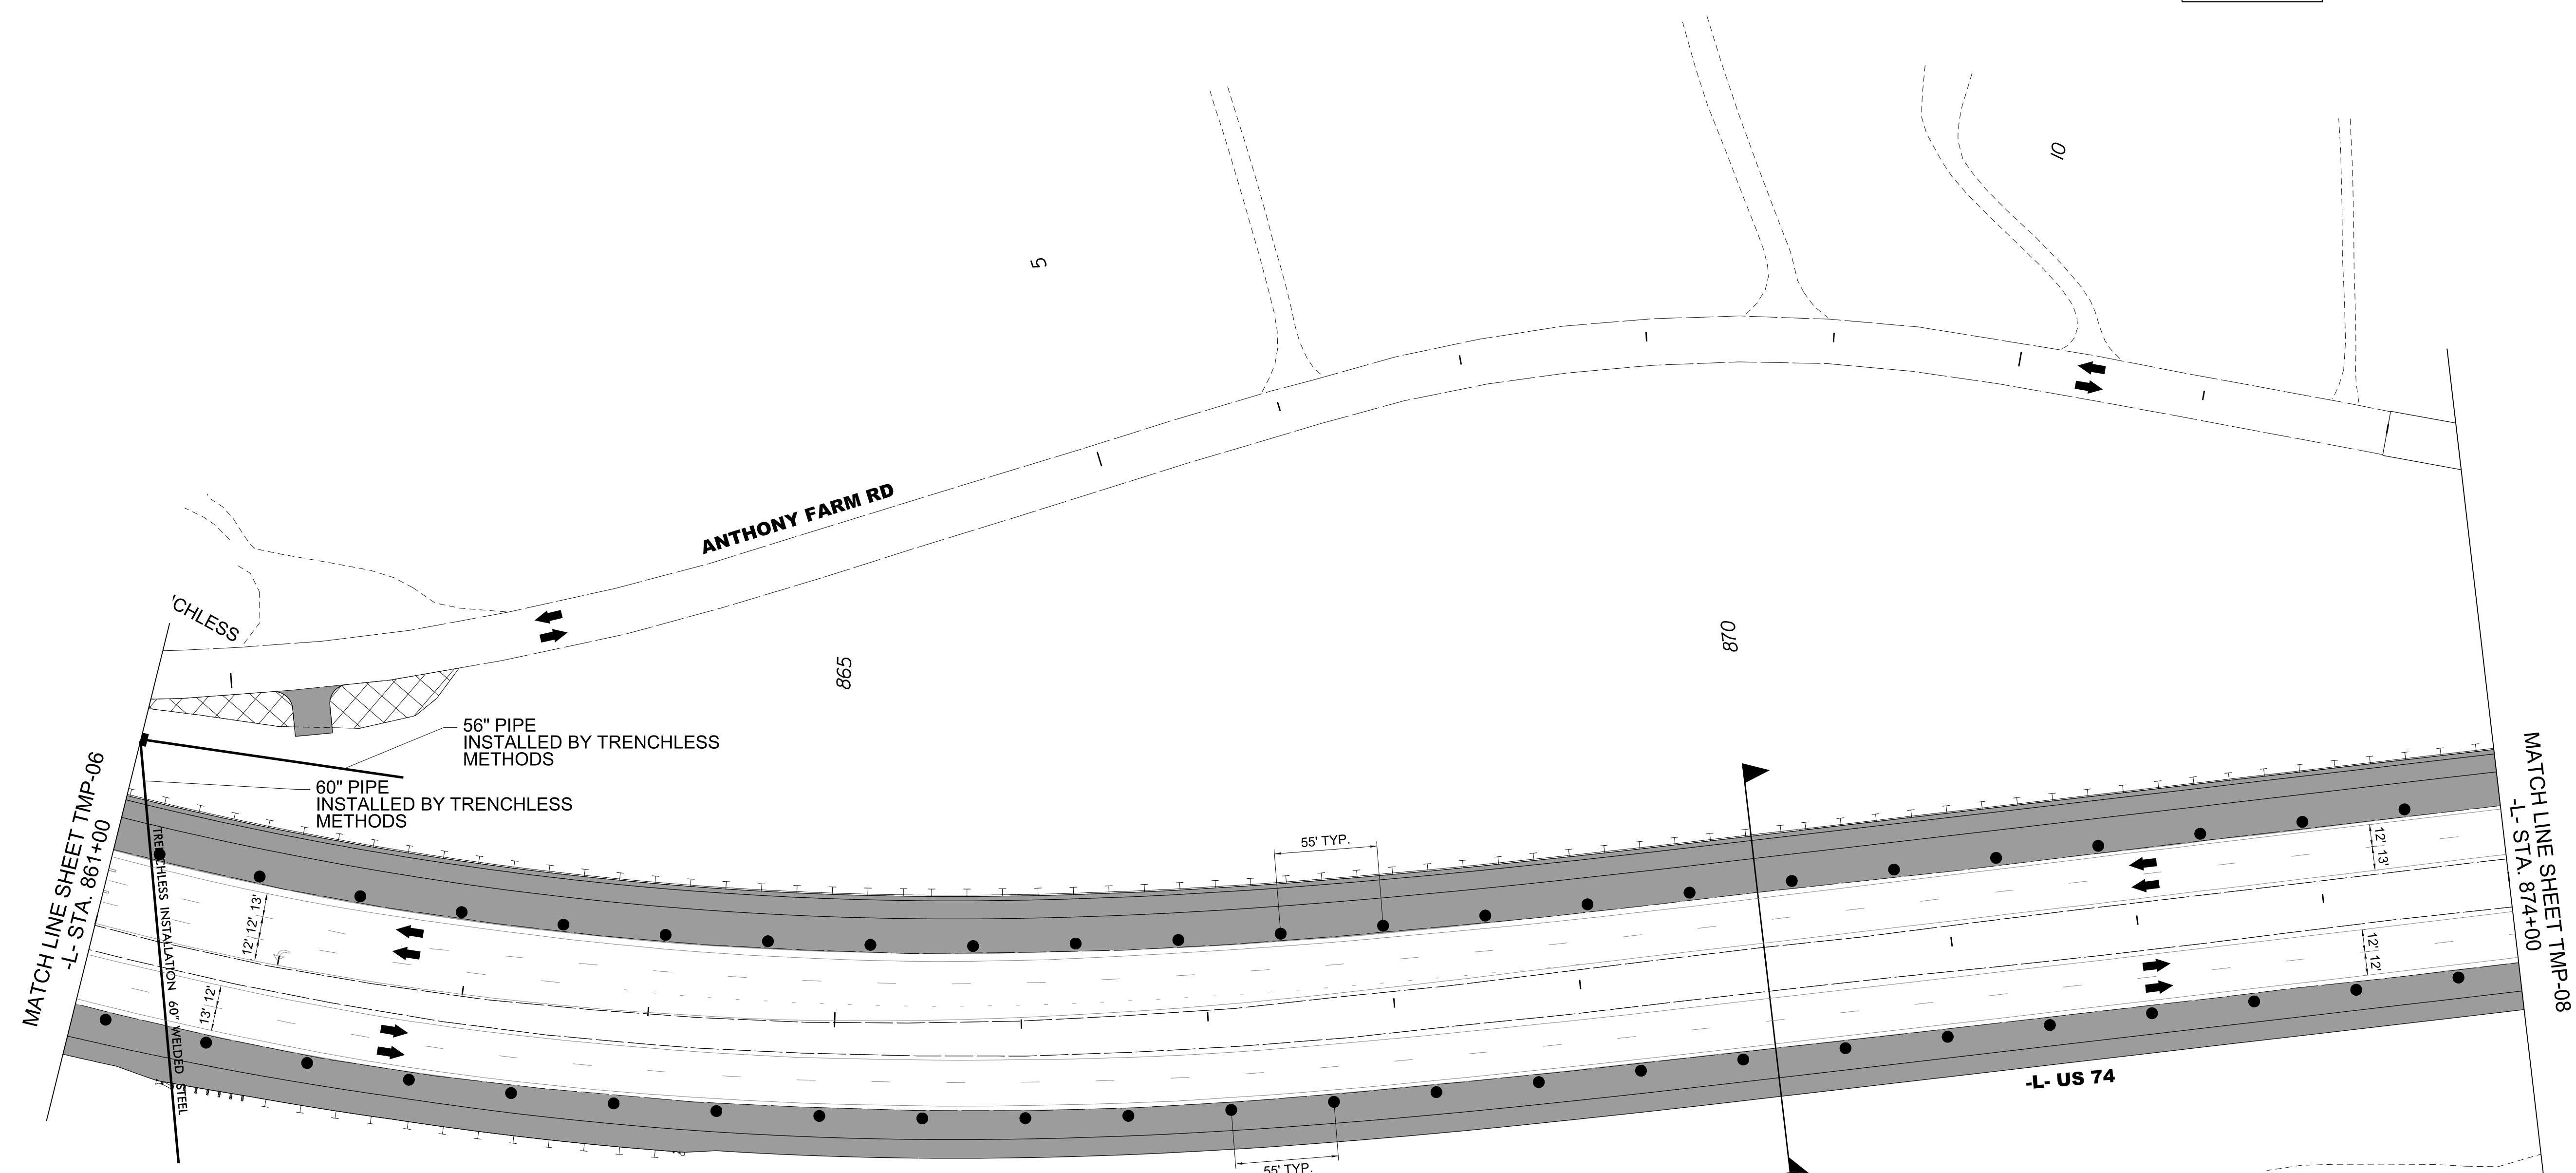 10
5
ANTHONY FARM RD
870
865
CHLESS
56" PIPE
INSTALLED BY TRENCHLESS
METHODS
60" PIPE
INSTALLED BY TRENCHLESS
METHODS
MATCH LINE SHEET TMP-06
-L- STA. 861+00
TRENCHLESS INSTALLATION 60" WELDED STEEL
55' TYP.
12' 12' 13'
13' 12'
12' 13'
12' 12'
MATCH LINE SHEET TMP-08
-L- STA. 874+00
-L- US 74
55' TYP.